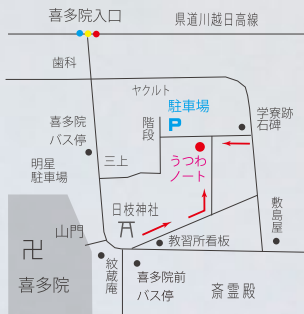 喜多院入口
県道川越日高線
歯科
ヤクルト
駐車場
P
階段
学寮跡
石碑
喜多院
バス停
明星
駐車場
三上
うつわ
ノート
日枝神社
敷島屋
山門
教習所看板
卍
喜多院
紋蔵庵
喜多院前
バス停
斎霊殿